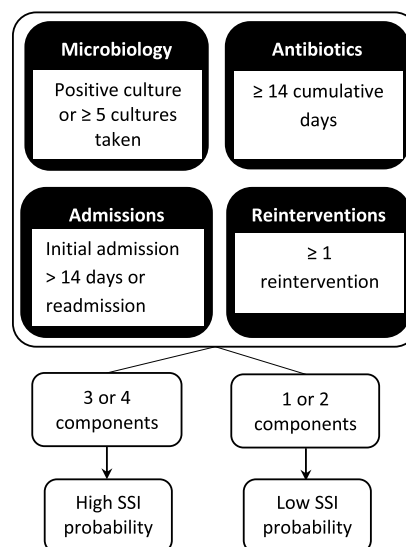 Microbiology
Positive culture
or ≥ 5 cultures
taken
Antibiotics
≥ 14 cumulative
days
Admissions
Initial admission
> 14 days or
readmission
Reinterventions
≥ 1
reintervention
3 or 4
components
1 or 2
components
High SSI
probability
Low SSI
probability